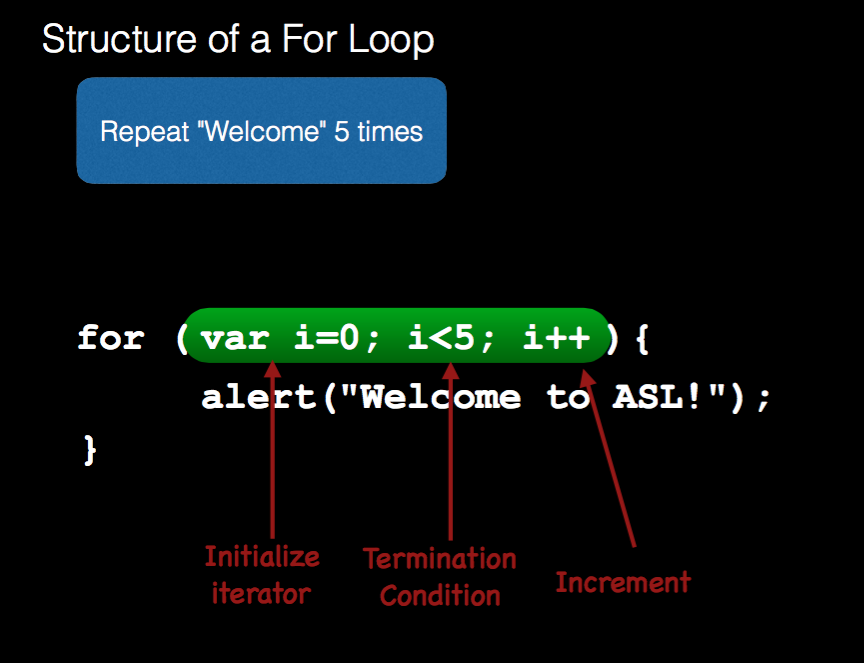 Structure of a For Loop
Repeat "Welcome" 5 times
for (var i=0; i<5; i++ ){
alert("Welcome to ASL!");
}
Initialize
iterator
Termination
Condition
Increment